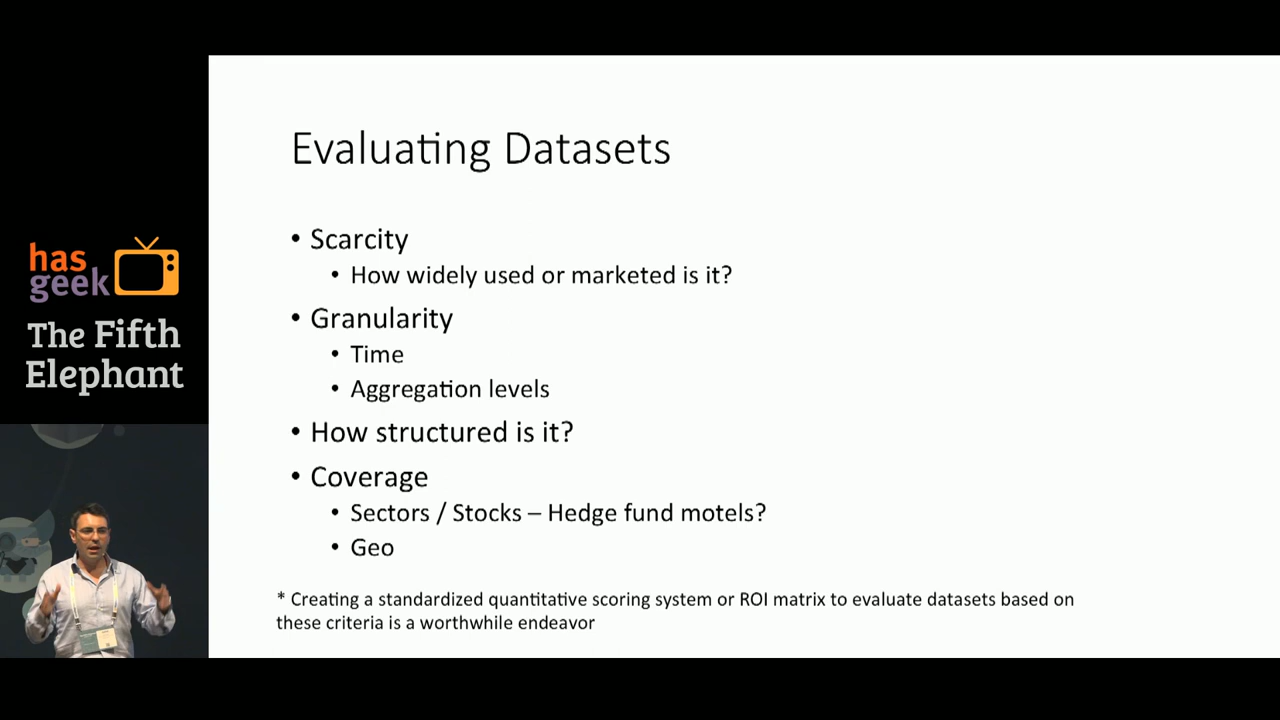 Evaluating Datasets
• Scarcity
• How widely used or marketed is it?
• Granularity
• Time
• Aggregation levels
• How structured is it?
• Coverage
• Sectors / Stocks – Hedge fund motels?
• Geo
* Creating a standardized quantitative scoring system or ROI matrix to evaluate datasets based on
these criteria is a worthwhile endeavor
has
geek
The Fifth
Elephant